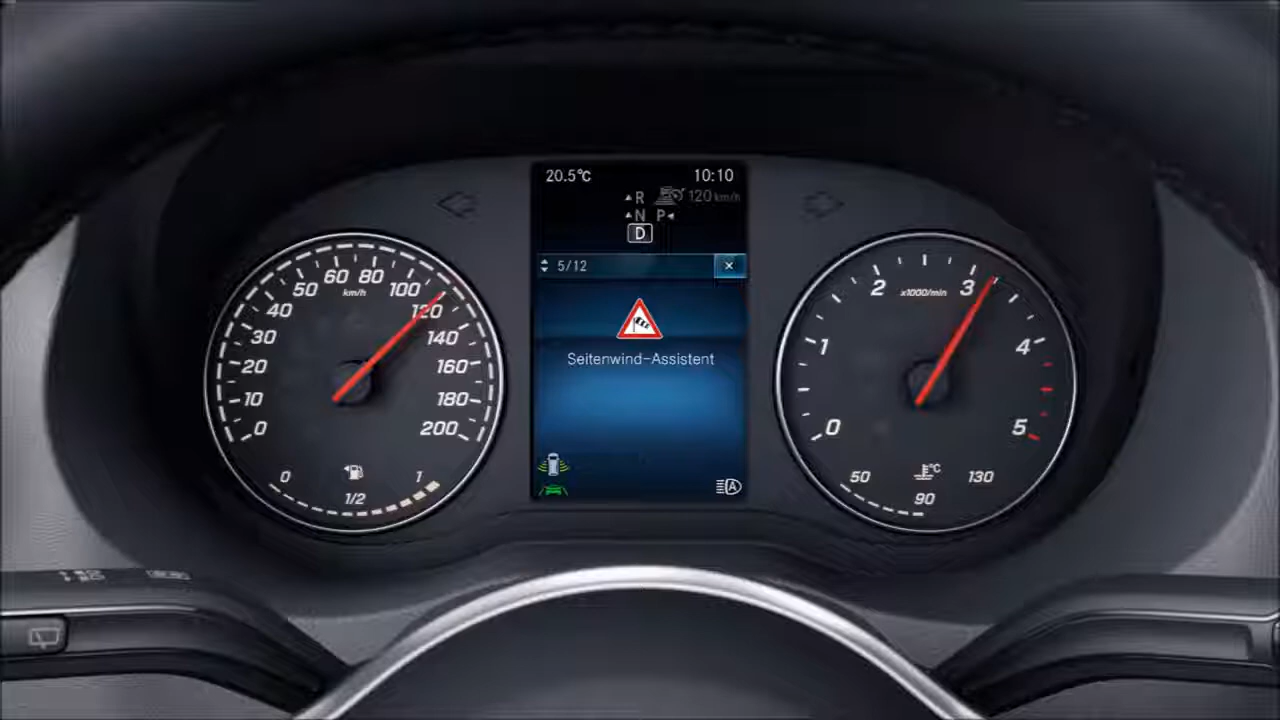 20.5℃ 10:10
R 120 km/h
N P
D
5/12 ×
Seitenwind-Assistent
A
60 80
50 100
km/h
40 120
30 140
20 160
10 180
0 200
0 1
1/2
2 3
x1000/min
1 4
0 5
50 °C 130
90